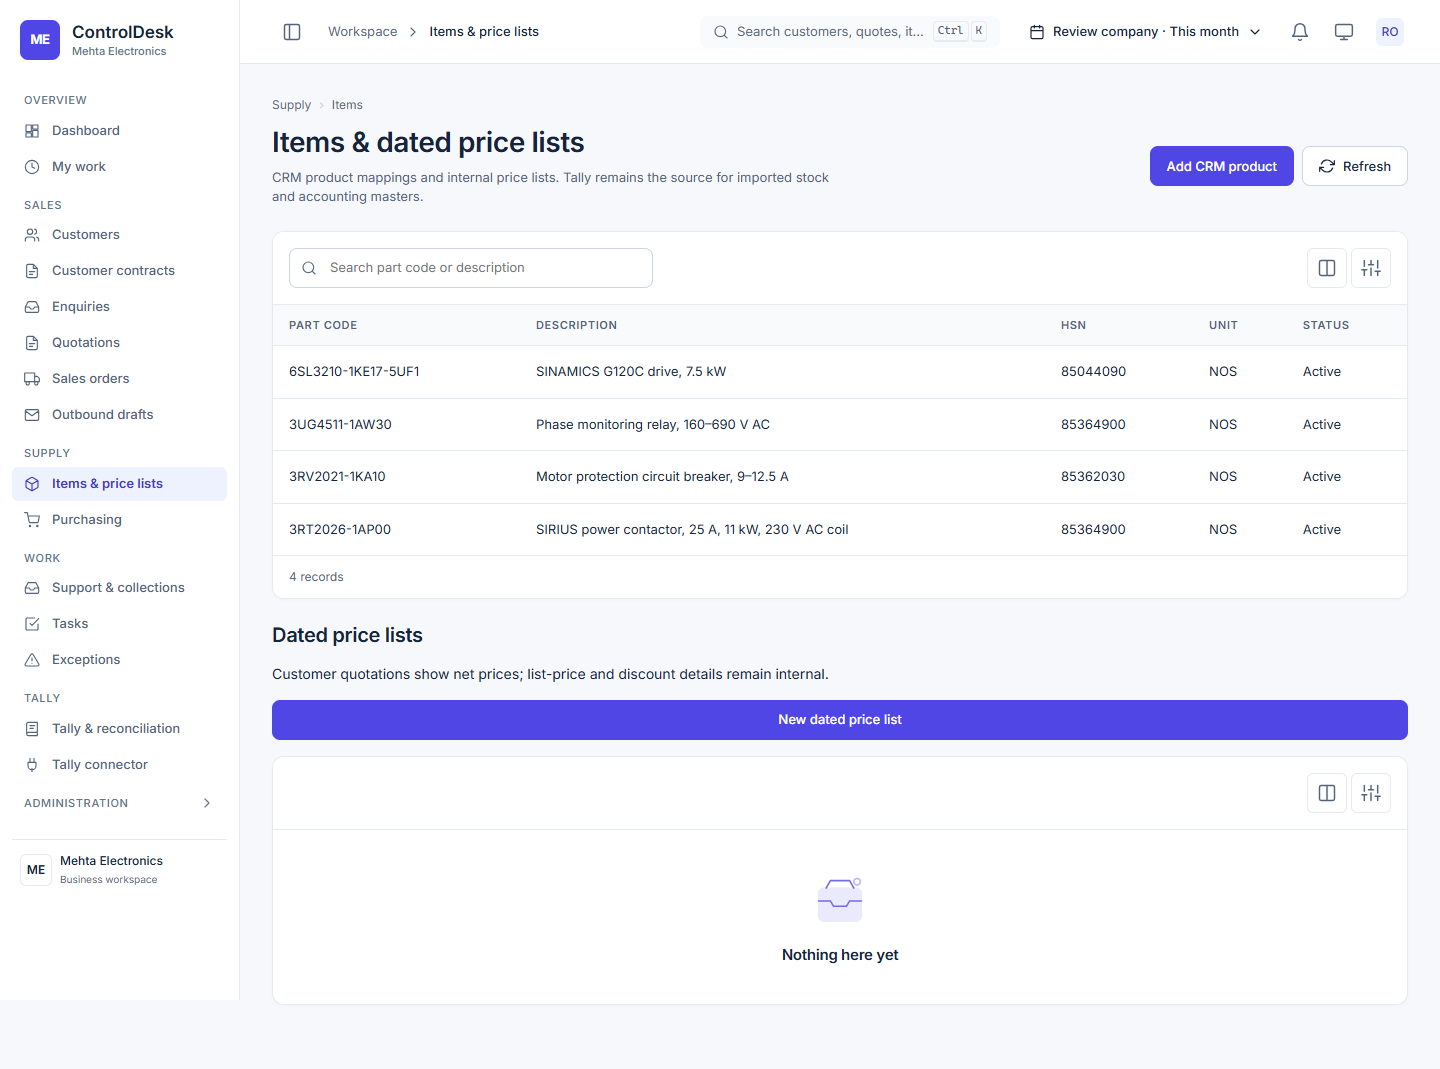 ME
ControlDesk
Mehta Electronics
OVERVIEW
Dashboard
My work
SALES
Customers
Customer contracts
Enquiries
Quotations
Sales orders
Outbound drafts
SUPPLY
Items & price lists
Purchasing
WORK
Support & collections
Tasks
Exceptions
TALLY
Tally & reconciliation
Tally connector
ADMINISTRATION
ME
Mehta Electronics
Business workspace
Workspace Items & price lists
Search customers, quotes, it... Ctrl K
Review company · This month
RO
Supply Items
Items & dated price lists
CRM product mappings and internal price lists. Tally remains the source for imported stock
and accounting masters.
Add CRM product
Refresh
Search part code or description
PART CODE DESCRIPTION HSN UNIT STATUS
6SL3210-1KE17-5UF1 SINAMICS G120C drive, 7.5 kW 85044090 NOS Active
3UG4511-1AW30 Phase monitoring relay, 160–690 V AC 85364900 NOS Active
3RV2021-1KA10 Motor protection circuit breaker, 9–12.5 A 85362030 NOS Active
3RT2026-1AP00 SIRIUS power contactor, 25 A, 11 kW, 230 V AC coil 85364900 NOS Active
4 records
Dated price lists
Customer quotations show net prices; list-price and discount details remain internal.
New dated price list
Nothing here yet